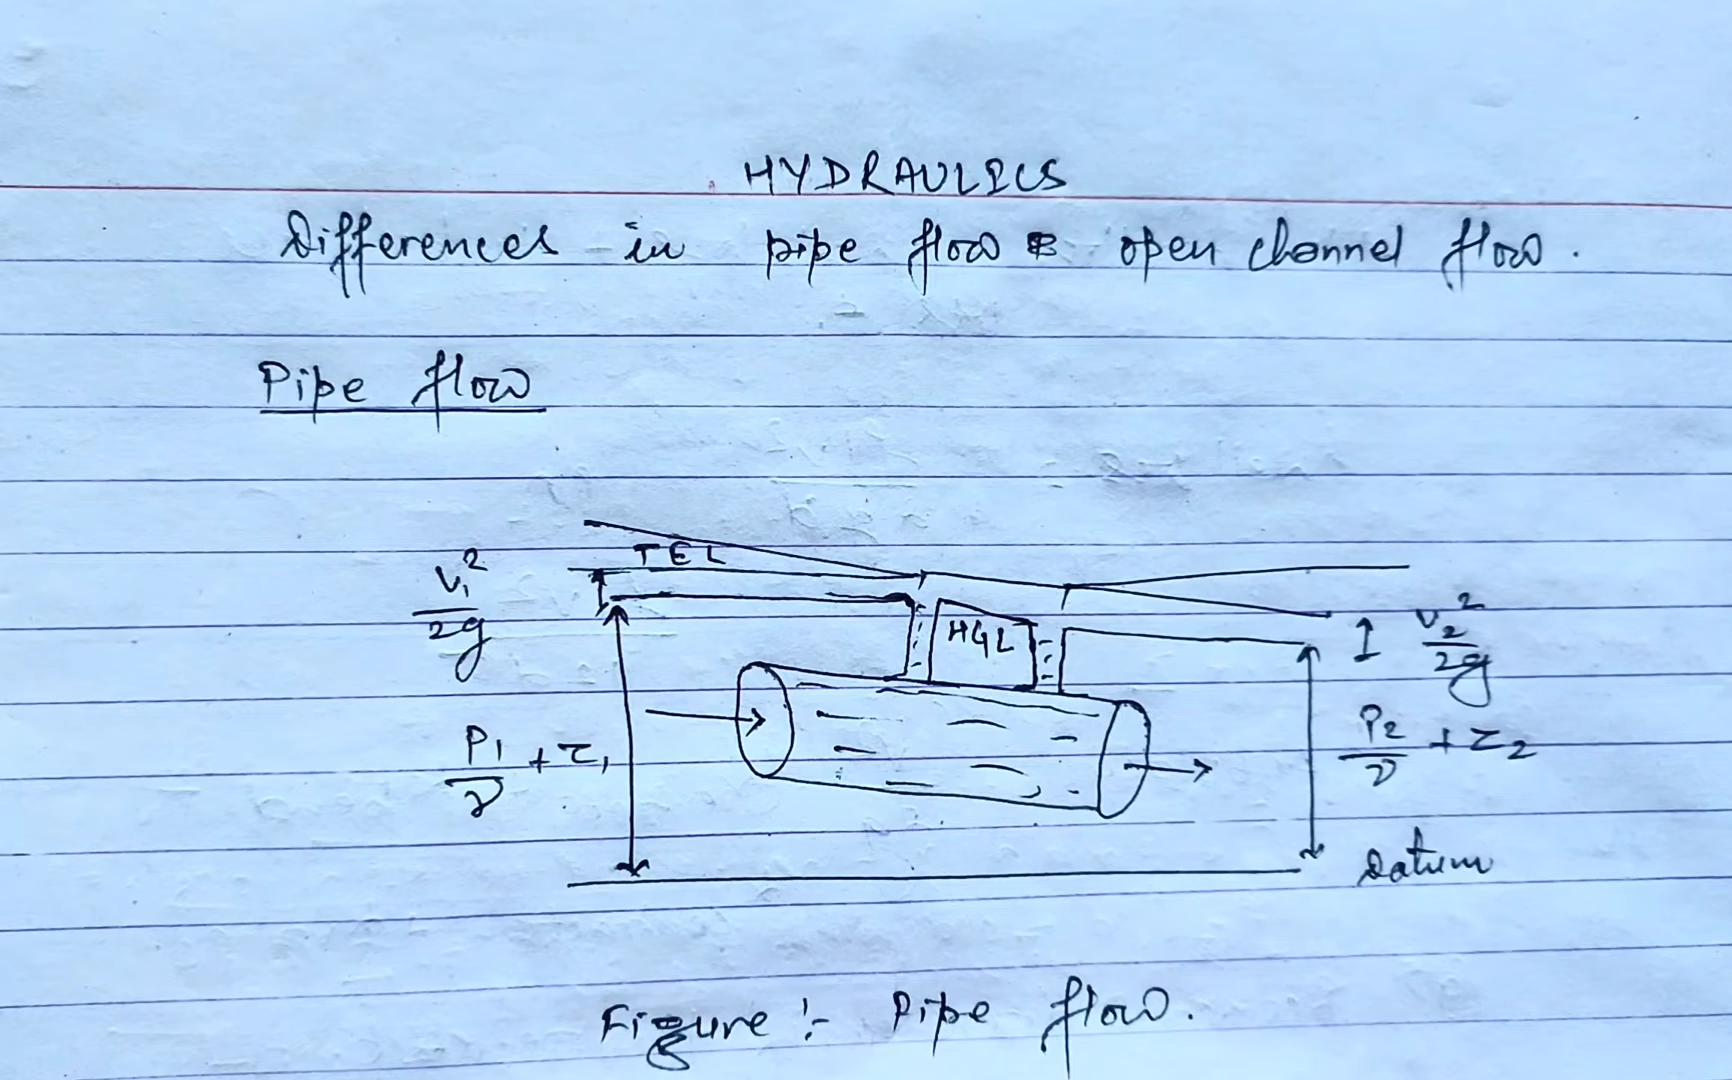 HYDRAULICS
Differences in pipe flow & open channel flow.
Pipe flow
TEL
V₁²/2g
HGL
V₂²/2g
P₁/γ + Z₁
P₂/γ + Z₂
Datum
Figure :- Pipe flow.